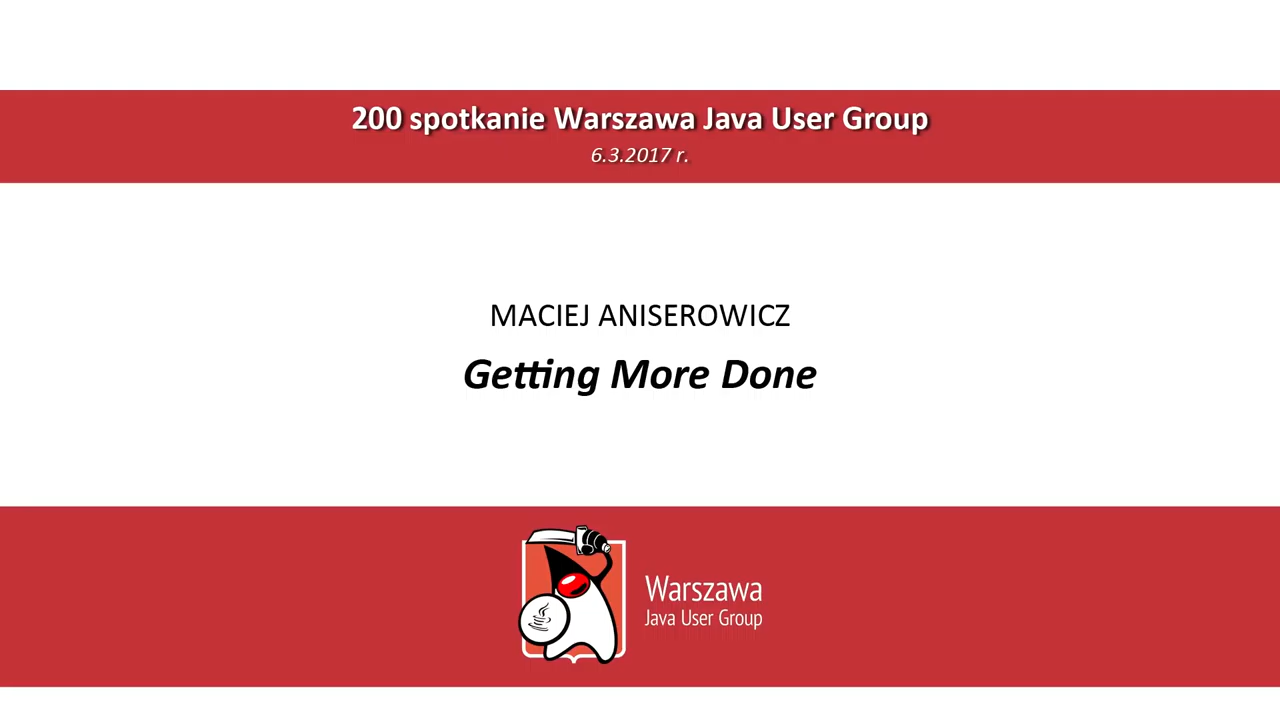 200 spotkanie Warszawa Java User Group
6.3.2017 r.
MACIEJ ANISEROWICZ
Getting More Done
Warszawa
Java User Group